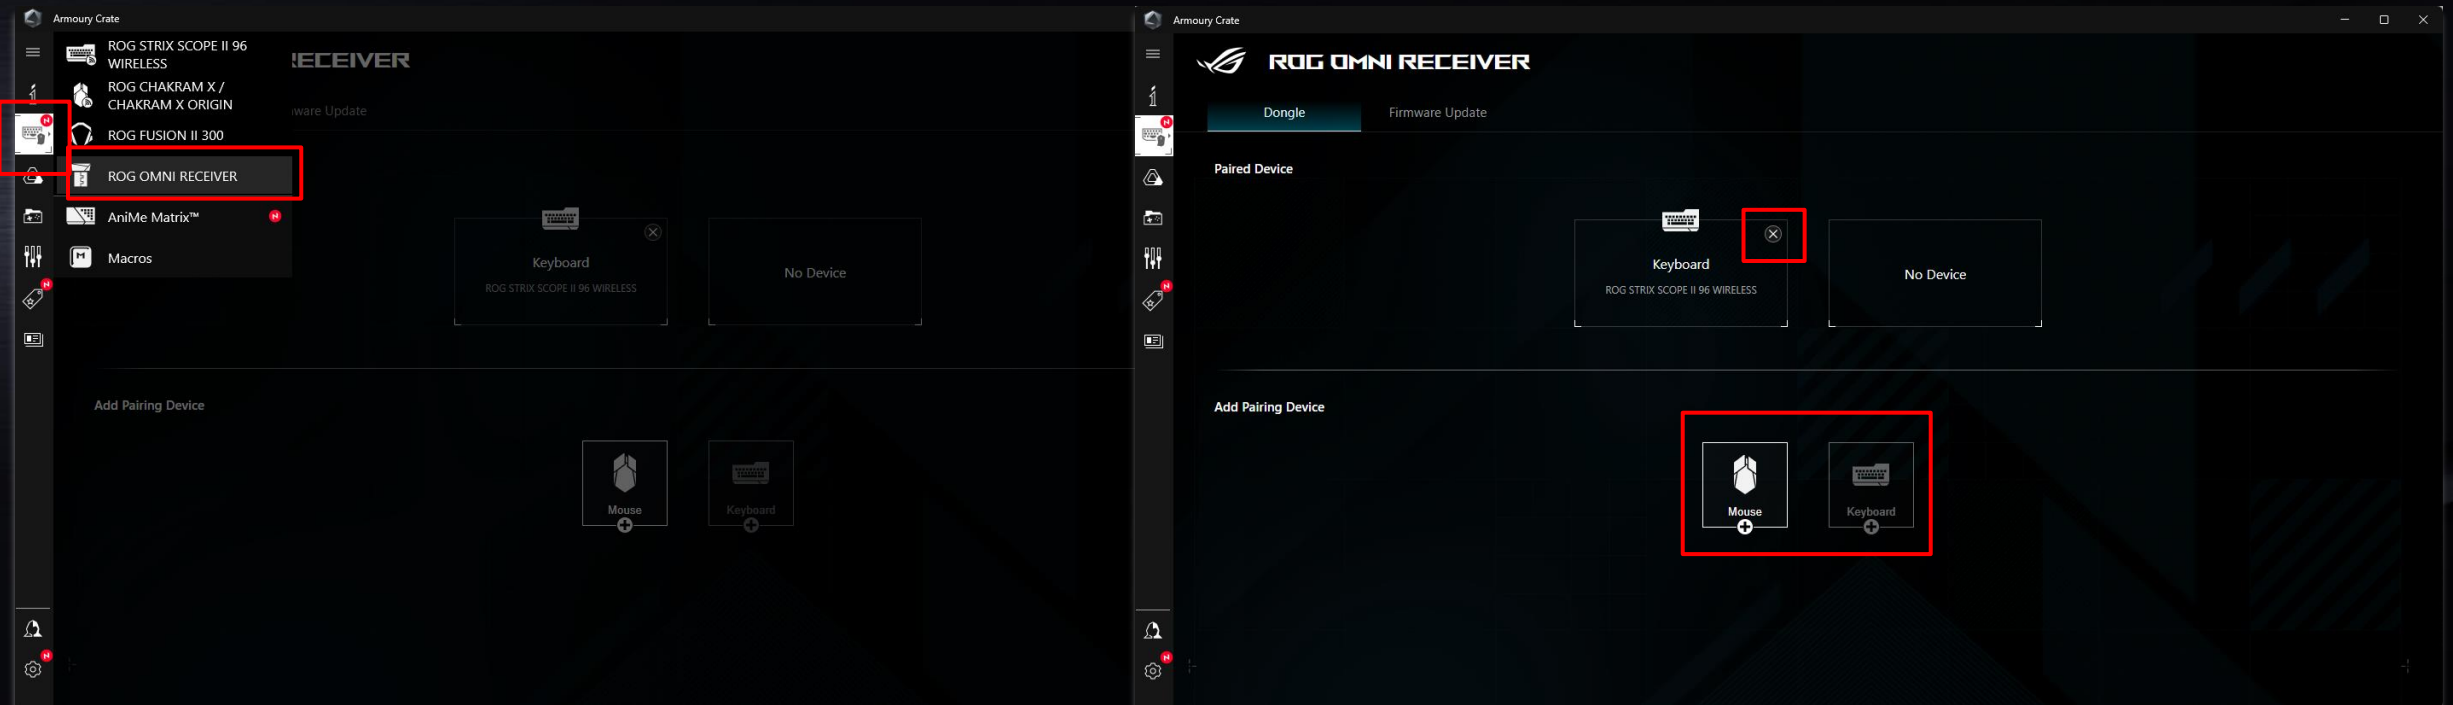 Armoury Crate
ROG STRIX SCOPE II 96
WIRELESS
ECEIVER
ROG CHAKRAM X /
CHAKRAM X ORIGIN
ware Update
ROG FUSION II 300
ROG OMNI RECEIVER
AniMe Matrix™
Macros
Keyboard
ROG STRIX SCOPE II 96 WIRELESS
No Device
Add Pairing Device
Mouse
Keyboard
Armoury Crate
ROG OMNI RECEIVER
Dongle
Firmware Update
Paired Device
Keyboard
ROG STRIX SCOPE II 96 WIRELESS
No Device
Add Pairing Device
Mouse
Keyboard